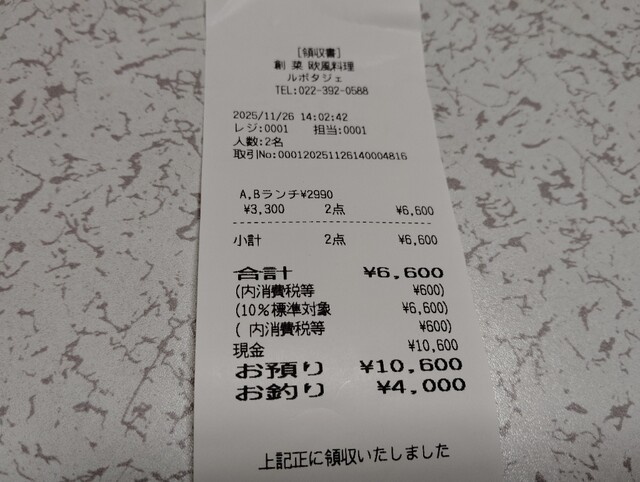 [領収書]
創 菜 欧風料理
ルポタジェ
TEL:022-392-0588
2025/11/26 14:02:42
レジ:0001 担当:0001
人数:2名
取引No:000120251126140004816
A,Bランチ¥2990
¥3,300 2点 ¥6,600
小計 2点 ¥6,600
合計 ¥6,600
(内消費税等 ¥600)
(10%標準対象 ¥6,600)
( 内消費税等 ¥600)
現金 ¥10,600
お預り ¥10,600
お釣り ¥4,000
上記正に領収いたしました